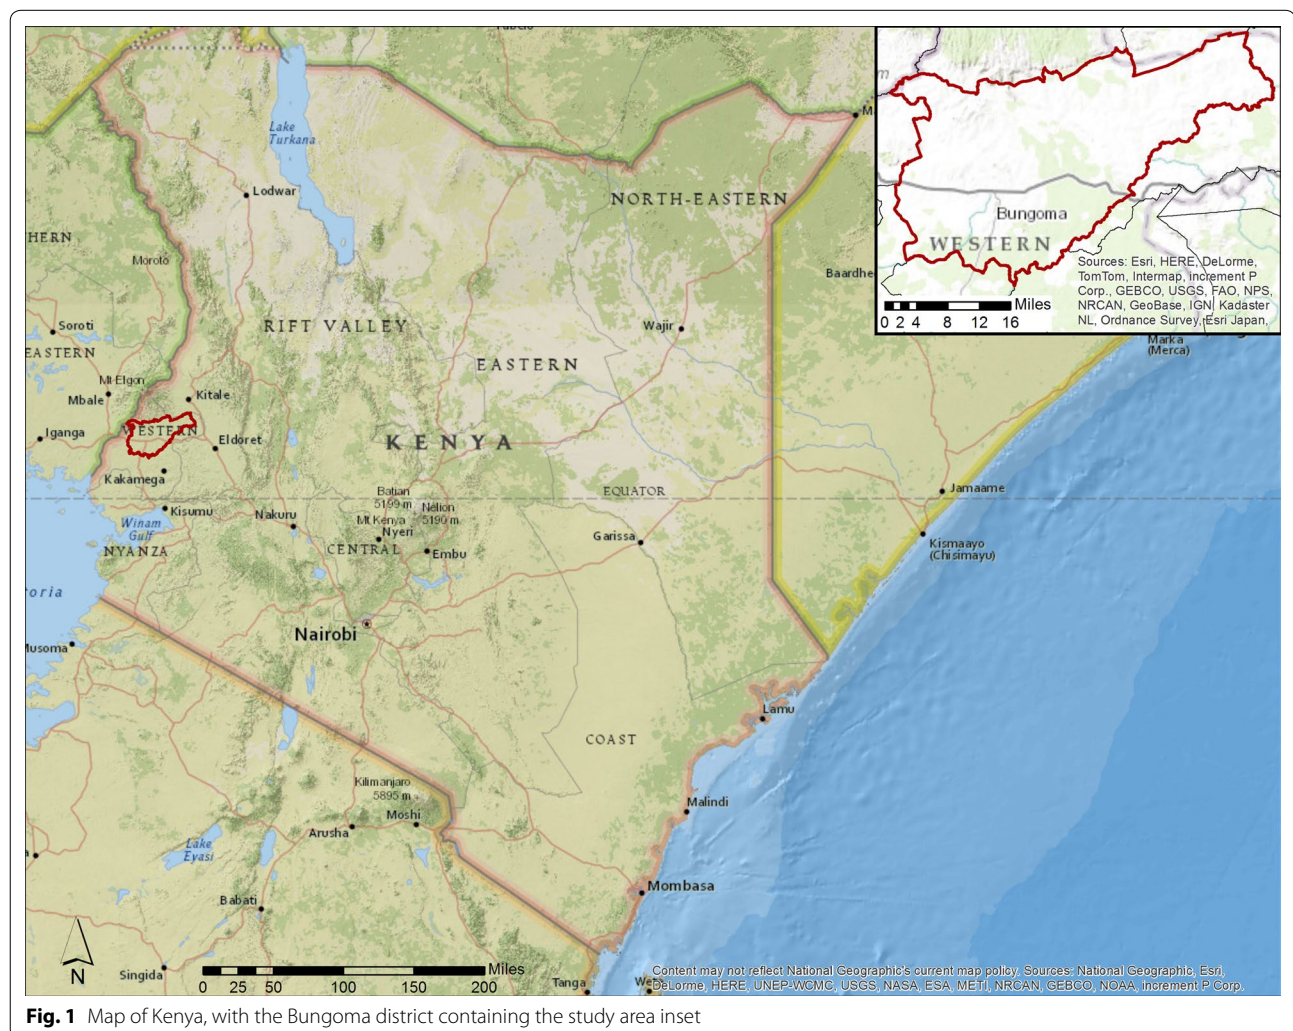 Lake
Turkana
Lodwar
NORTH-EASTERN
HERN
Moroto
Baardhe
RIFT VALLEY
Wajir
Soroti
EASTERN
EASTERN
Mt Elgon
Mbale
Kitale
Iganga
WESTERN
Eldoret
KENYA
Kakamega
Batian
5199 m
Nelion
5190 m
EQUATOR
Jamaame
Kisumu
Winam
Gulf
Nakuru
Mt Kenya
Nyeri
NYANZA
CENTRAL
Embu
Garissa
Kismaayo
(Chisimayu)
oria
Nairobi
Musoma
Lamu
COAST
Kilimanjaro
5895 m
Malindi
Moshi
Arusha
Lake
Eyasi
Mombasa
Babati
Singida
Tanga
N
Miles
0 25 50 100 150 200
Content may not reflect National Geographic's current map policy. Sources: National Geographic, Esri,
DeLorme, HERE, UNEP-WCMC, USGS, NASA, ESA, METI, NRCAN, GEBCO, NOAA, increment P Corp.
M
m
Bungoma
WESTERN
Sources: Esri, HERE, DeLorme,
TomTom, Intermap, increment P
Corp., GEBCO, USGS, FAO, NPS,
NRCAN, GeoBase, IGN, Kadaster
NL, Ordnance Survey, Esri Japan,
Miles
0 2 4 8 12 16
Marka
(Merca)
Fig. 1 Map of Kenya, with the Bungoma district containing the study area inset